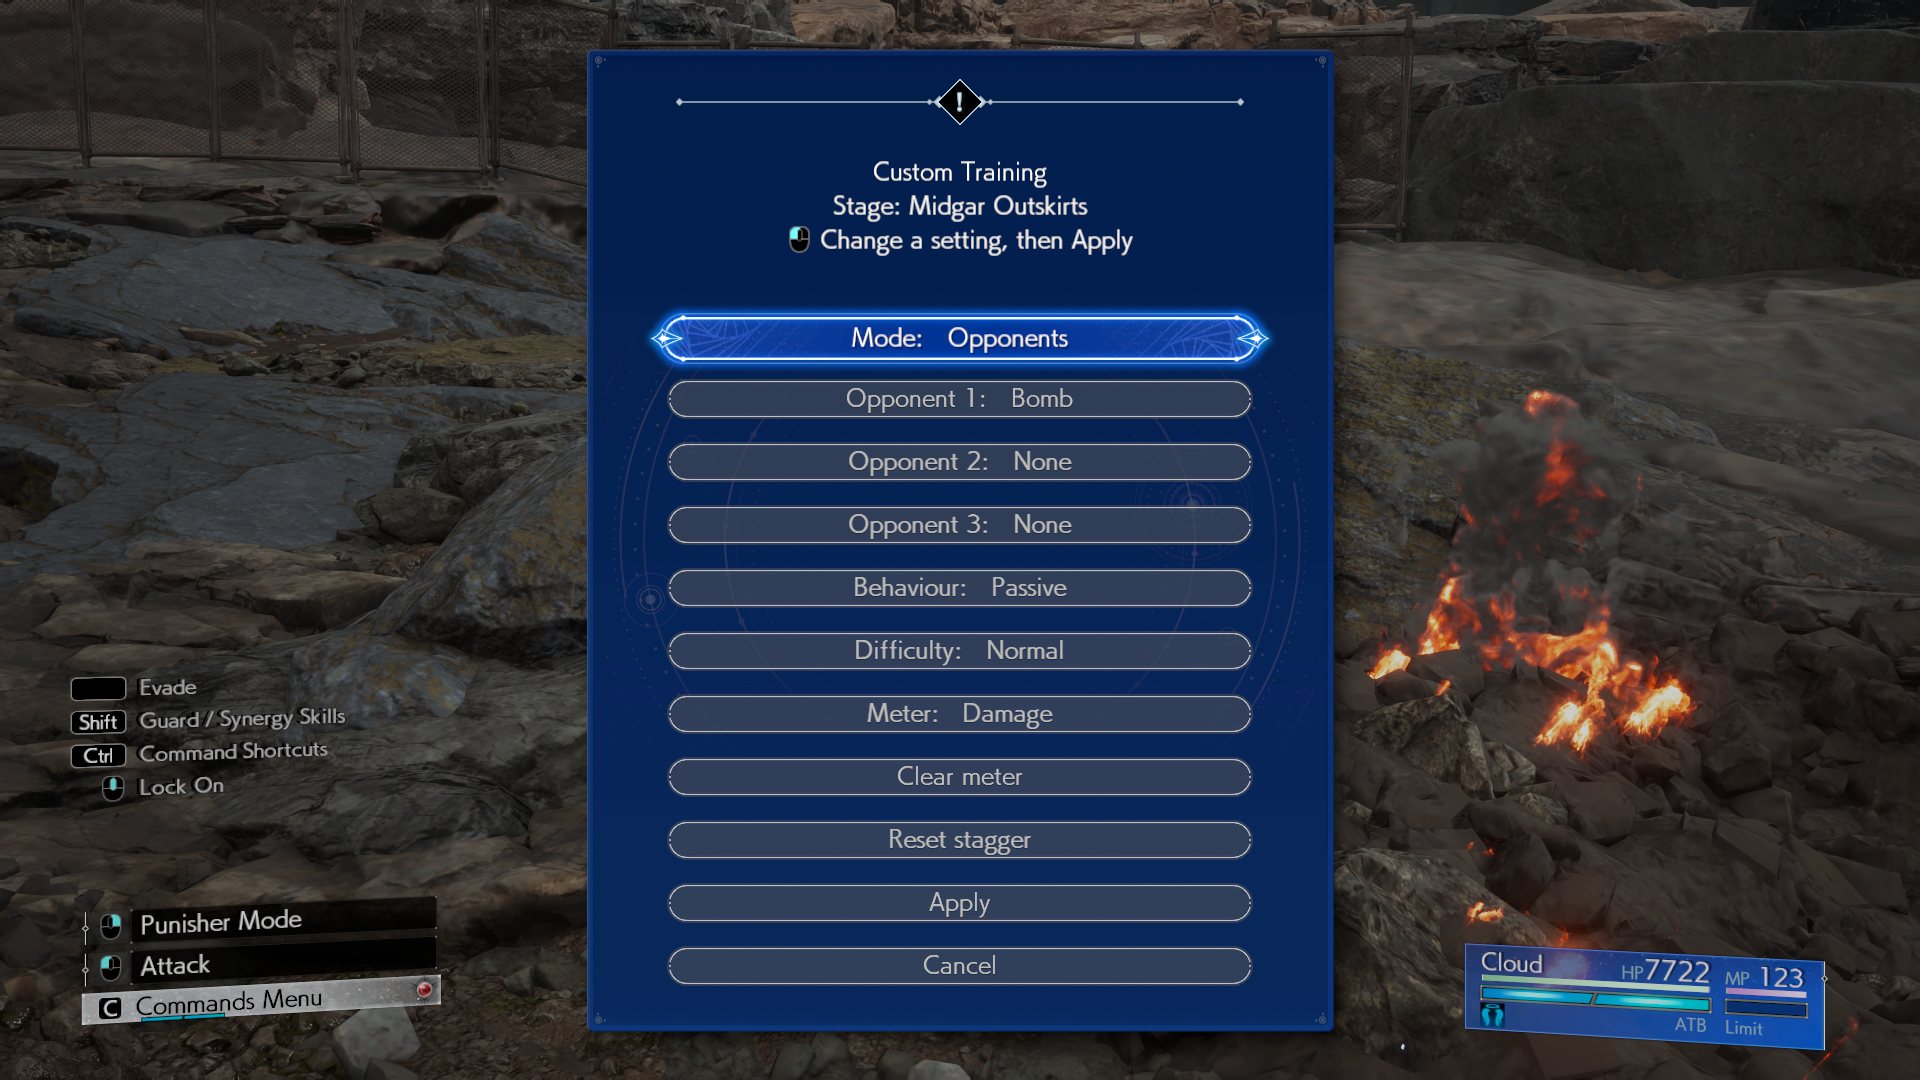 !
Custom Training
Stage: Midgar Outskirts
Change a setting, then Apply
Mode: Opponents
Opponent 1: Bomb
Opponent 2: None
Opponent 3: None
Behaviour: Passive
Difficulty: Normal
Meter: Damage
Clear meter
Reset stagger
Apply
Cancel
Evade
Shift Guard / Synergy Skills
Ctrl Command Shortcuts
Lock On
Punisher Mode
Attack
C Commands Menu
Cloud HP 7722 MP 123
ATB Limit